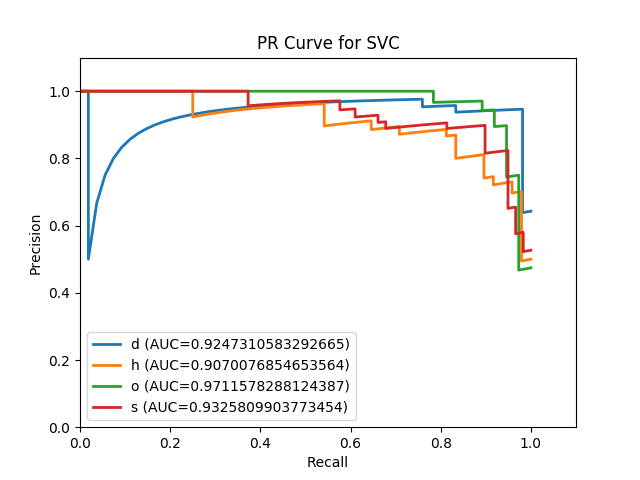 PR Curve for SVC
Precision
1.0
0.8
0.6
0.4
0.2
0.0
d (AUC=0.9247310583292665)
h (AUC=0.9070076854653564)
o (AUC=0.9711578288124387)
s (AUC=0.9325809903773454)
0.0 0.2 0.4 0.6 0.8 1.0
Recall